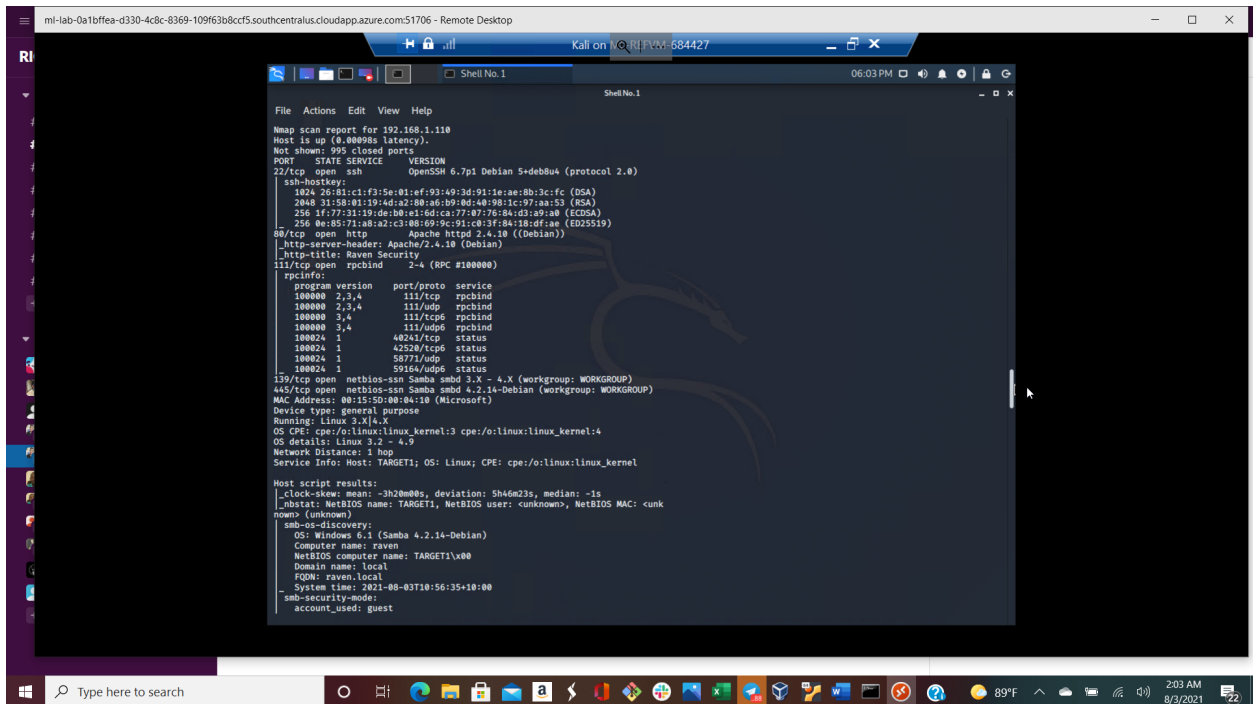 ml-lab-0a1bffea-d330-4c8c-8369-109f63b8ccf5.southcentralus.cloudapp.azure.com:51706 - Remote Desktop
RI
Kali on ML-REFVM-684427
Shell No. 1
06:03 PM
Shell No. 1
File Actions Edit View Help
Nmap scan report for 192.168.1.110
Host is up (0.00098s latency).
Not shown: 995 closed ports
PORT STATE SERVICE VERSION
22/tcp open ssh OpenSSH 6.7p1 Debian 5+deb8u4 (protocol 2.0)
| ssh-hostkey:
| 1024 26:81:c1:f3:5e:01:ef:93:49:3d:91:1e:ae:8b:3c:fc (DSA)
| 2048 31:58:01:19:4d:a2:80:a6:b9:0d:40:98:1c:97:aa:53 (RSA)
| 256 1f:77:31:19:de:b0:e1:6d:ca:77:07:76:84:d3:a9:a0 (ECDSA)
|_ 256 0e:85:71:a8:a2:c3:08:69:9c:91:c0:3f:84:18:df:ae (ED25519)
80/tcp open http Apache httpd 2.4.10 ((Debian))
|_http-server-header: Apache/2.4.10 (Debian)
|_http-title: Raven Security
111/tcp open rpcbind 2-4 (RPC #100000)
| rpcinfo:
| program version port/proto service
| 100000 2,3,4 111/tcp rpcbind
| 100000 2,3,4 111/udp rpcbind
| 100000 3,4 111/tcp6 rpcbind
| 100000 3,4 111/udp6 rpcbind
| 100024 1 40241/tcp status
| 100024 1 42520/tcp6 status
| 100024 1 58771/udp status
|_ 100024 1 59164/udp6 status
139/tcp open netbios-ssn Samba smbd 3.X - 4.X (workgroup: WORKGROUP)
445/tcp open netbios-ssn Samba smbd 4.2.14-Debian (workgroup: WORKGROUP)
MAC Address: 00:15:5D:00:04:10 (Microsoft)
Device type: general purpose
Running: Linux 3.X|4.X
OS CPE: cpe:/o:linux:linux_kernel:3 cpe:/o:linux:linux_kernel:4
OS details: Linux 3.2 - 4.9
Network Distance: 1 hop
Service Info: Host: TARGET1; OS: Linux; CPE: cpe:/o:linux:linux_kernel
Host script results:
|_clock-skew: mean: -3h20m00s, deviation: 5h46m23s, median: -1s
|_nbstat: NetBIOS name: TARGET1, NetBIOS user: <unknown>, NetBIOS MAC: <unk
nown> (unknown)
| smb-os-discovery:
| OS: Windows 6.1 (Samba 4.2.14-Debian)
| Computer name: raven
| NetBIOS computer name: TARGET1\x00
| Domain name: local
| FQDN: raven.local
|_ System time: 2021-08-03T10:56:35+10:00
| smb-security-mode:
| account_used: guest
Type here to search
89°F
2:03 AM
8/3/2021
22